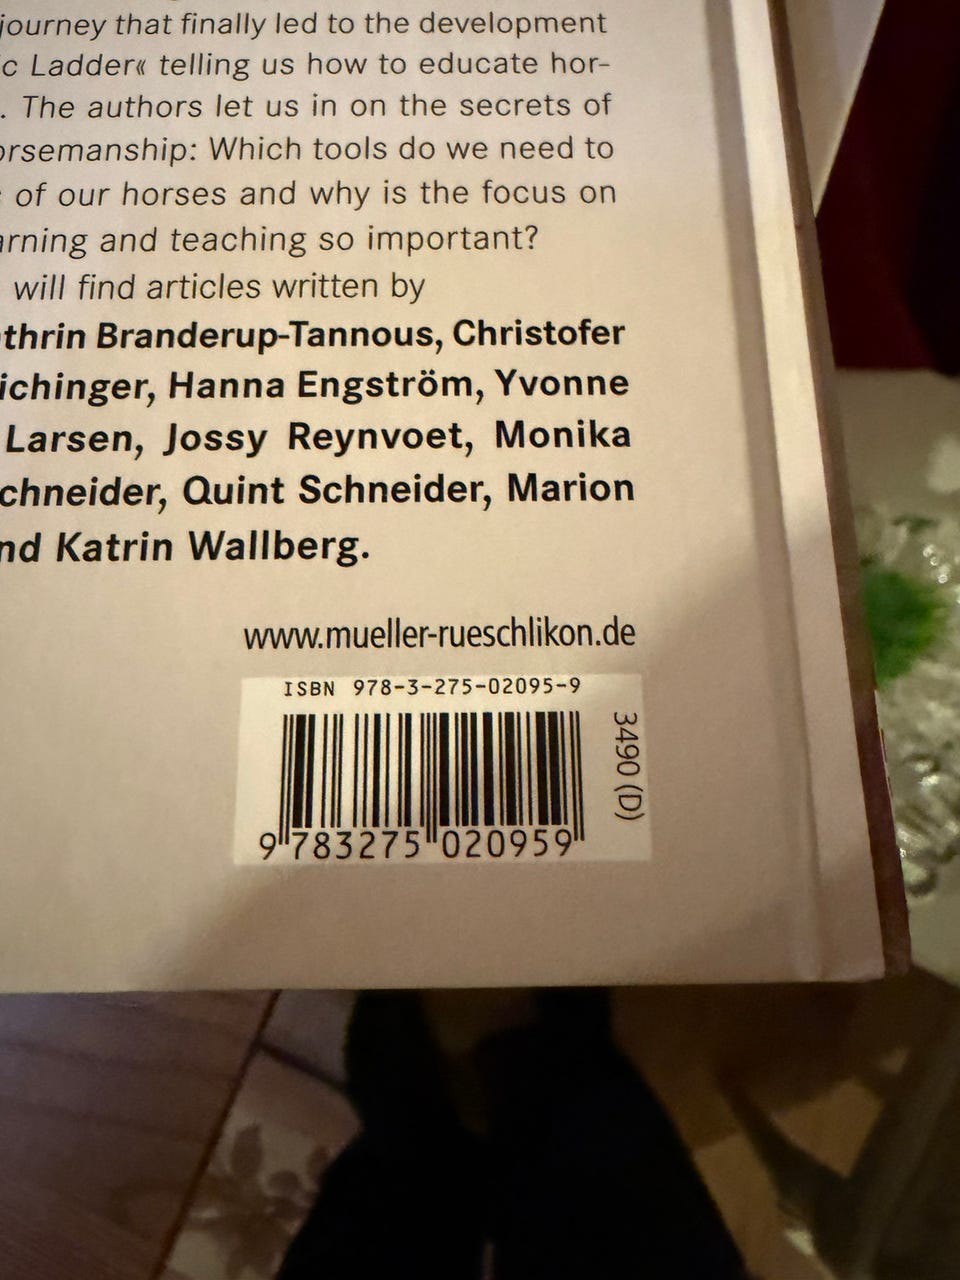 journey that finally led to the development
c Ladder« telling us how to educate hor-
. The authors let us in on the secrets of
orsemanship: Which tools do we need to
of our horses and why is the focus on
arning and teaching so important?
will find articles written by
thrin Branderup-Tannous, Christofer
ichinger, Hanna Engström, Yvonne
Larsen, Jossy Reynvoet, Monika
chneider, Quint Schneider, Marion
nd Katrin Wallberg.
www.mueller-rueschlikon.de
ISBN 978-3-275-02095-9
3490 (D)
9 783275 020959